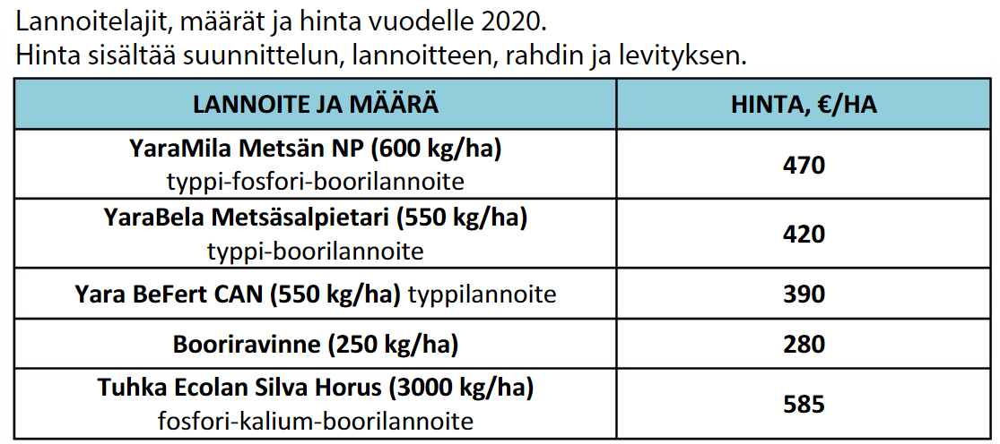 Lannoitelajit, määrät ja hinta vuodelle 2020.
Hinta sisältää suunnittelun, lannoitteen, rahdin ja levityksen.
LANNOITE JA MÄÄRÄ HINTA, €/HA
YaraMila Metsän NP (600 kg/ha)
typpi-fosfori-boorilannoite
470
YaraBela Metsäsalpietari (550 kg/ha)
typpi-boorilannoite
420
Yara BeFert CAN (550 kg/ha) typpilannoite 390
Booriravinne (250 kg/ha) 280
Tuhka Ecolan Silva Horus (3000 kg/ha)
fosfori-kalium-boorilannoite
585